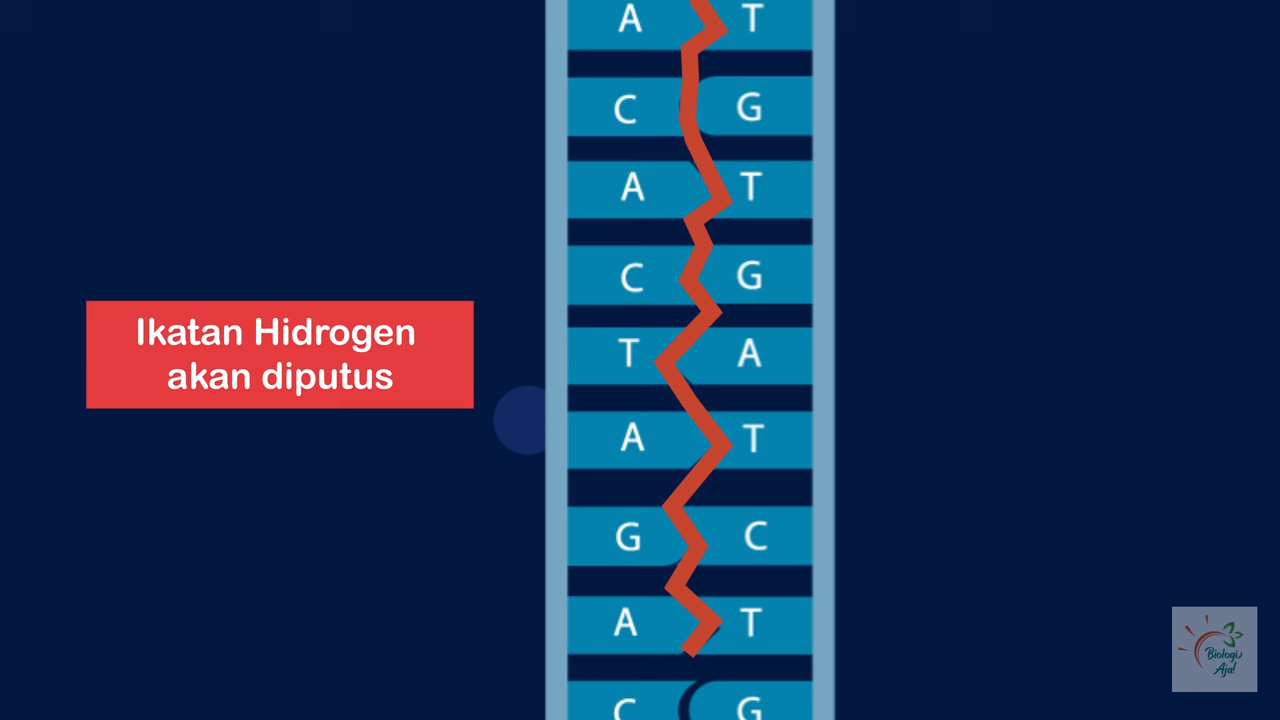 A T
C G
A T
C G
T A
Ikatan Hidrogen
akan diputus
A T
G C
A T
C G
Biologi
Aja!